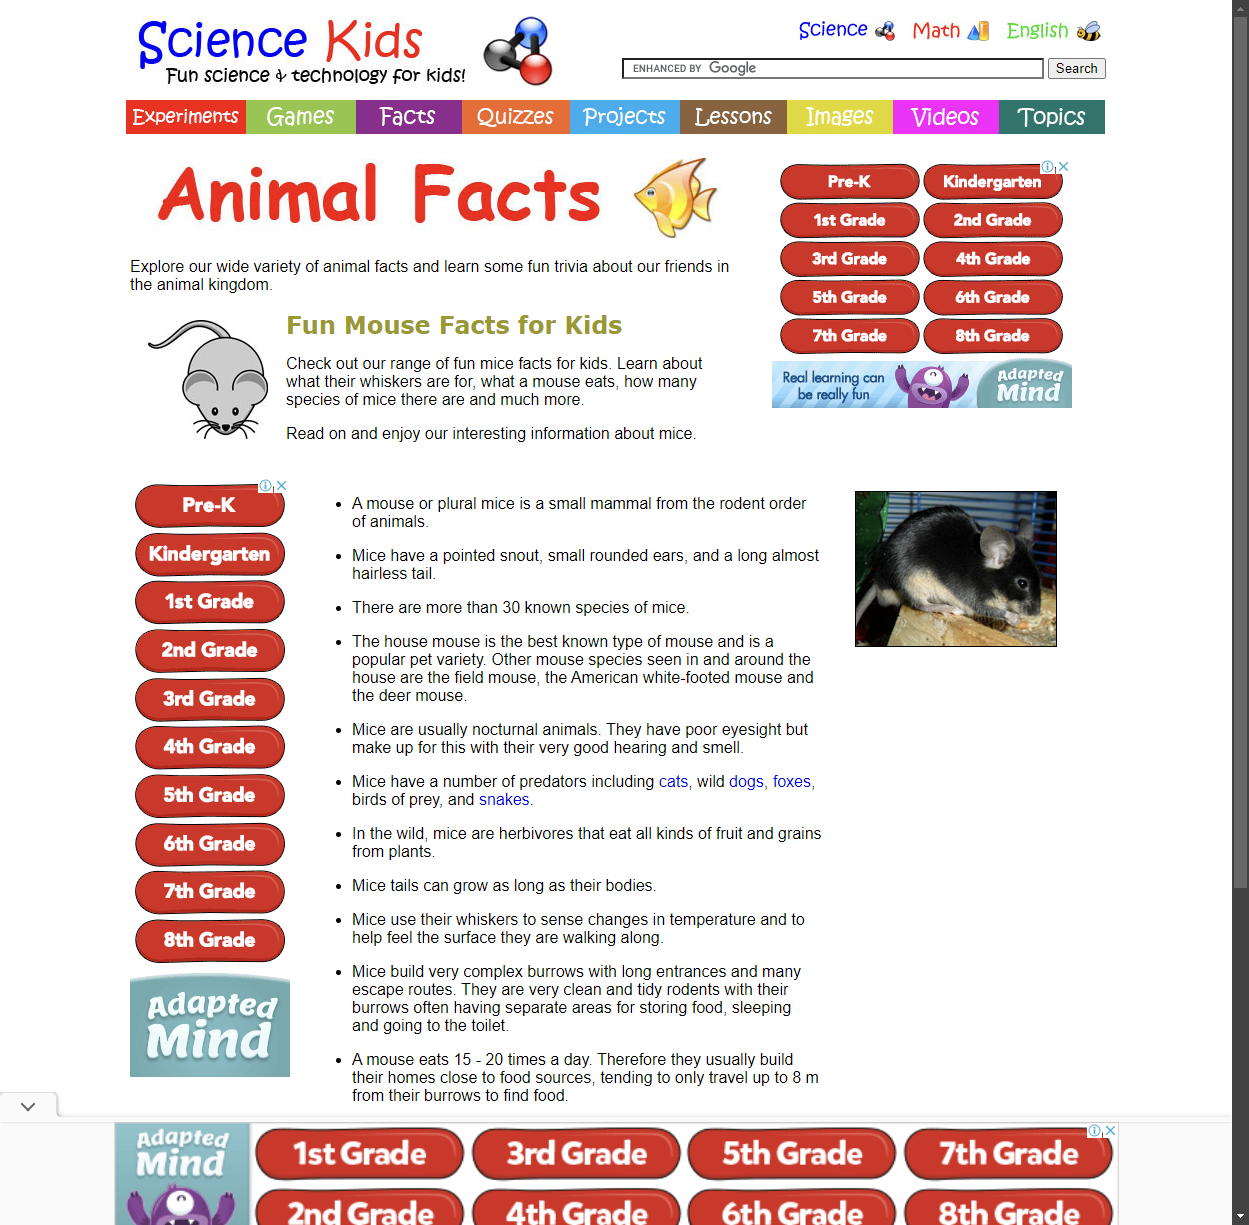 Science Kids
Fun science & technology for kids!
Science Math English
ENHANCED BY Google Search
Experiments Games Facts Quizzes Projects Lessons Images Videos Topics
Animal Facts
Explore our wide variety of animal facts and learn some fun trivia about our friends in
the animal kingdom.
Fun Mouse Facts for Kids
Check out our range of fun mice facts for kids. Learn about
what their whiskers are for, what a mouse eats, how many
species of mice there are and much more.
Read on and enjoy our interesting information about mice.
Pre-K Kindergarten
1st Grade 2nd Grade
3rd Grade 4th Grade
5th Grade 6th Grade
7th Grade 8th Grade
Real learning can
be really fun
Adapted
Mind
Pre-K
Kindergarten
1st Grade
2nd Grade
3rd Grade
4th Grade
5th Grade
6th Grade
7th Grade
8th Grade
Adapted
Mind
• A mouse or plural mice is a small mammal from the rodent order
of animals.
• Mice have a pointed snout, small rounded ears, and a long almost
hairless tail.
• There are more than 30 known species of mice.
• The house mouse is the best known type of mouse and is a
popular pet variety. Other mouse species seen in and around the
house are the field mouse, the American white-footed mouse and
the deer mouse.
• Mice are usually nocturnal animals. They have poor eyesight but
make up for this with their very good hearing and smell.
• Mice have a number of predators including cats, wild dogs, foxes,
birds of prey, and snakes.
• In the wild, mice are herbivores that eat all kinds of fruit and grains
from plants.
• Mice tails can grow as long as their bodies.
• Mice use their whiskers to sense changes in temperature and to
help feel the surface they are walking along.
• Mice build very complex burrows with long entrances and many
escape routes. They are very clean and tidy rodents with their
burrows often having separate areas for storing food, sleeping
and going to the toilet.
• A mouse eats 15 - 20 times a day. Therefore they usually build
their homes close to food sources, tending to only travel up to 8 m
from their burrows to find food.
Adapted
Mind
1st Grade 3rd Grade 5th Grade 7th Grade
2nd Grade 4th Grade 6th Grade 8th Grade